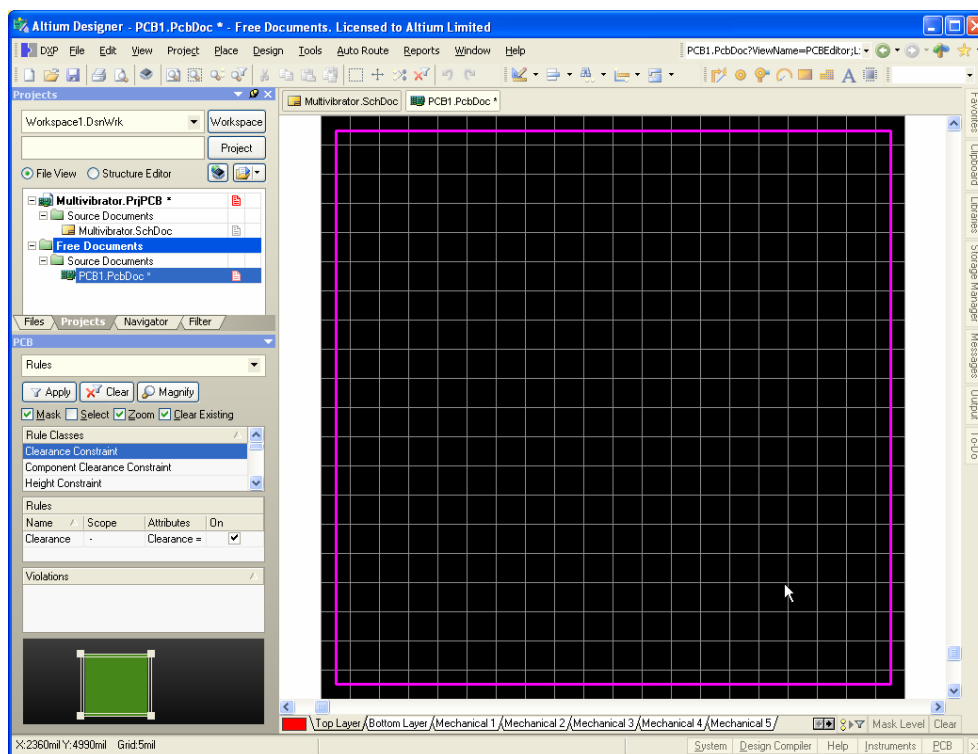 Altium Designer - PCB1.PcbDoc * - Free Documents. Licensed to Altium Limited
DXP File Edit View Project Place Design Tools Auto Route Reports Window Help PCB1.PcbDoc?ViewName=PCBEditor;L:
Projects
Multivibrator.SchDoc PCB1.PcbDoc *
Workspace1.DsnWrk Workspace
Project
File View Structure Editor
Multivibrator.PrjPCB *
Source Documents
Multivibrator.SchDoc
Free Documents
Source Documents
PCB1.PcbDoc *
Files Projects Navigator Filter
PCB
Rules
Apply Clear Magnify
Mask Select Zoom Clear Existing
Rule Classes
Clearance Constraint
Component Clearance Constraint
Height Constraint
Rules
Name Scope Attributes On
Clearance - Clearance =
Violations
Favorites
Clipboard
Libraries
Storage Manager
Messages
Output
To-Do
Top Layer Bottom Layer Mechanical 1 Mechanical 2 Mechanical 3 Mechanical 4 Mechanical 5 Mask Level Clear
X:2360mil Y:4990mil Grid:5mil System Design Compiler Help Instruments PCB